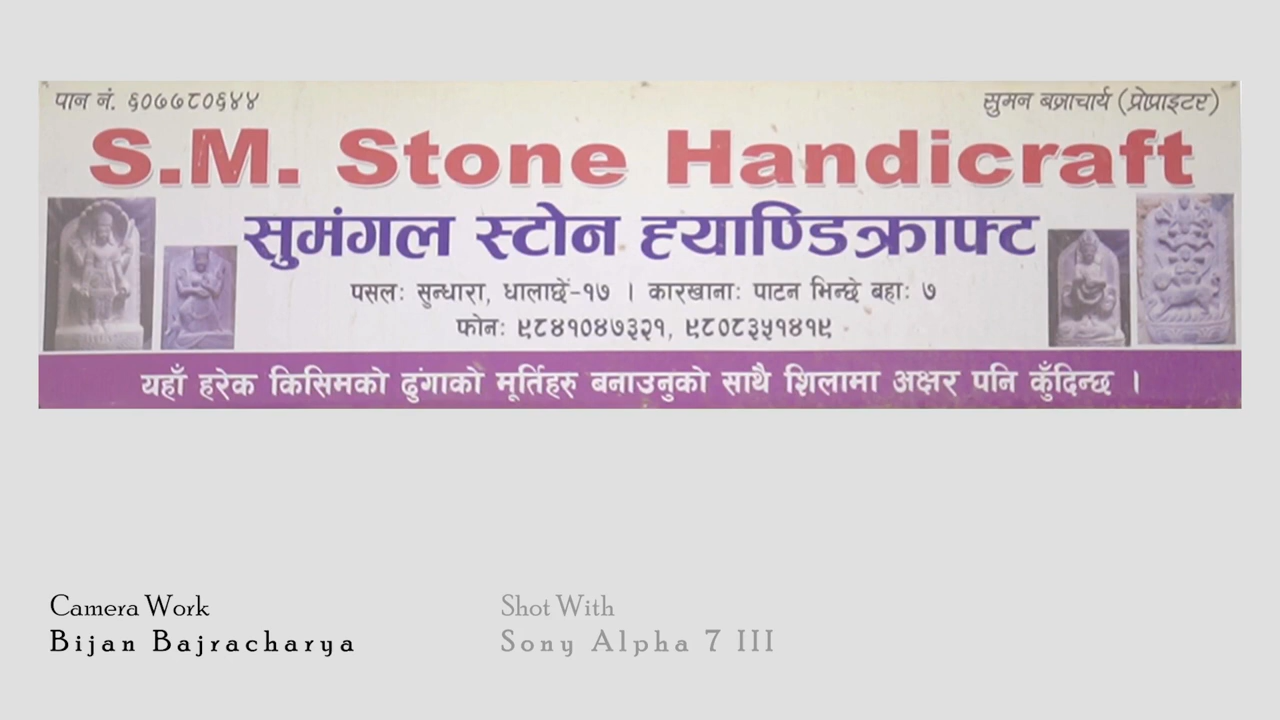 पान नं. ६०७७८०६४४
सुमन बज्राचार्य (प्रोप्राइटर)
S.M. Stone Handicraft
सुमंगल स्टोन ह्याण्डिक्राफ्ट
पसलः सुन्धारा, धालाछें-१७ । कारखानाः पाटन भिन्छे बहाः ७
फोनः ९८४१०४७३२१, ९८०८३५१४१९
यहाँ हरेक किसिमको ढुंगाको मूर्तिहरु बनाउनुको साथै शिलामा अक्षर पनि कुँदिन्छ ।
Camera Work
Bijan Bajracharya
Shot With
Sony Alpha 7 III